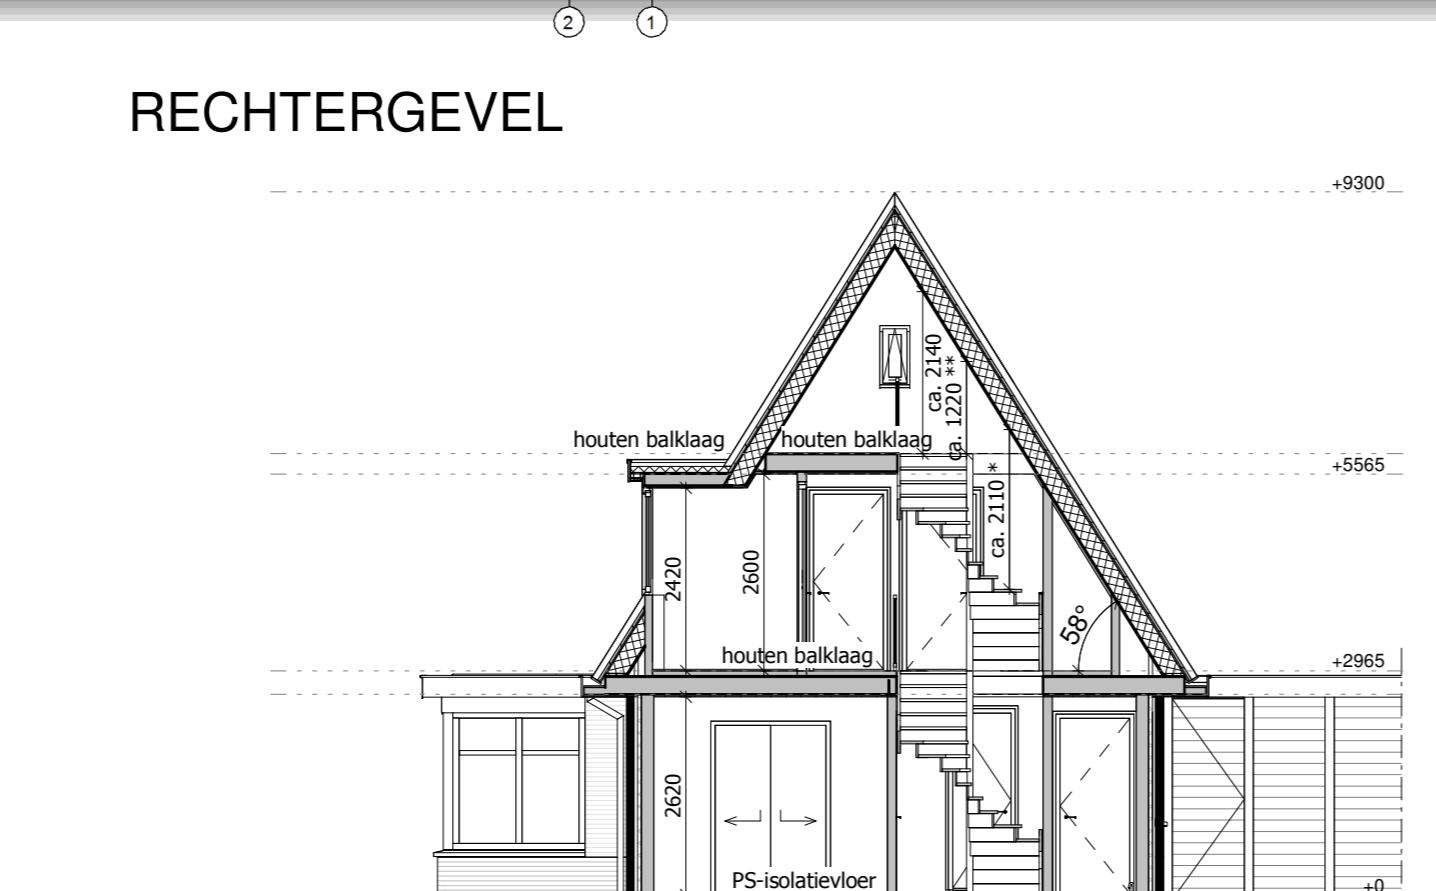 2 1
RECHTERGEVEL
+9300
ca. 2140
ca. 1220 **
houten balklaag houten balklaag
+5565
ca. 2110 *
2420 2600
58°
houten balklaag
+2965
2620
PS-isolatievloer
+0